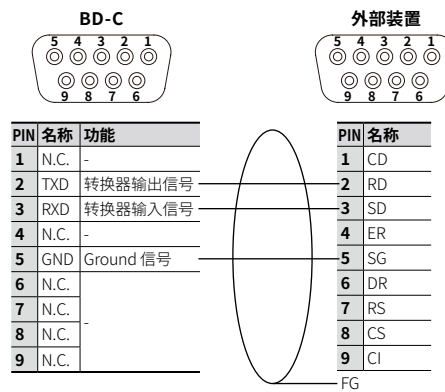 BD-C
5 4 3 2 1
9 8 7 6
PIN 名称 功能
1 N.C. -
2 TXD 转换器输出信号
3 RXD 转换器输入信号
4 N.C. -
5 GND Ground 信号
6 N.C.
7 N.C.
-
8 N.C.
9 N.C.
外部装置
5 4 3 2 1
9 8 7 6
PIN 名称
1 CD
2 RD
3 SD
4 ER
5 SG
6 DR
7 RS
8 CS
9 CI
FG